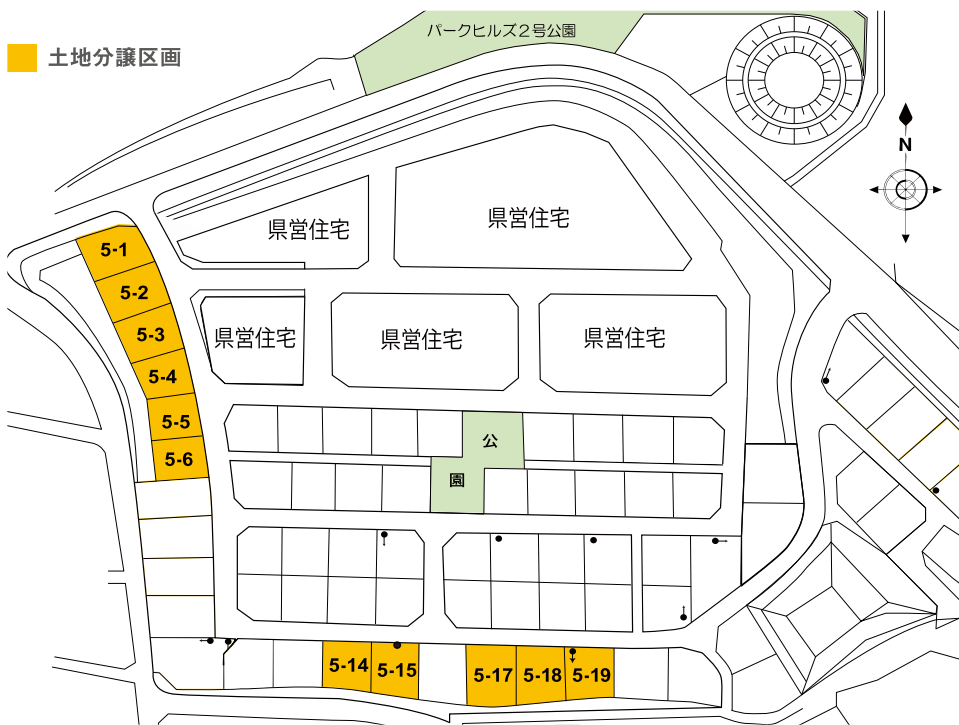 パークヒルズ2号公園
土地分譲区画
N
県営住宅
県営住宅
5-1
5-2
5-3
県営住宅
県営住宅
県営住宅
5-4
5-5
5-6
公
園
5-14
5-15
5-17
5-18
5-19